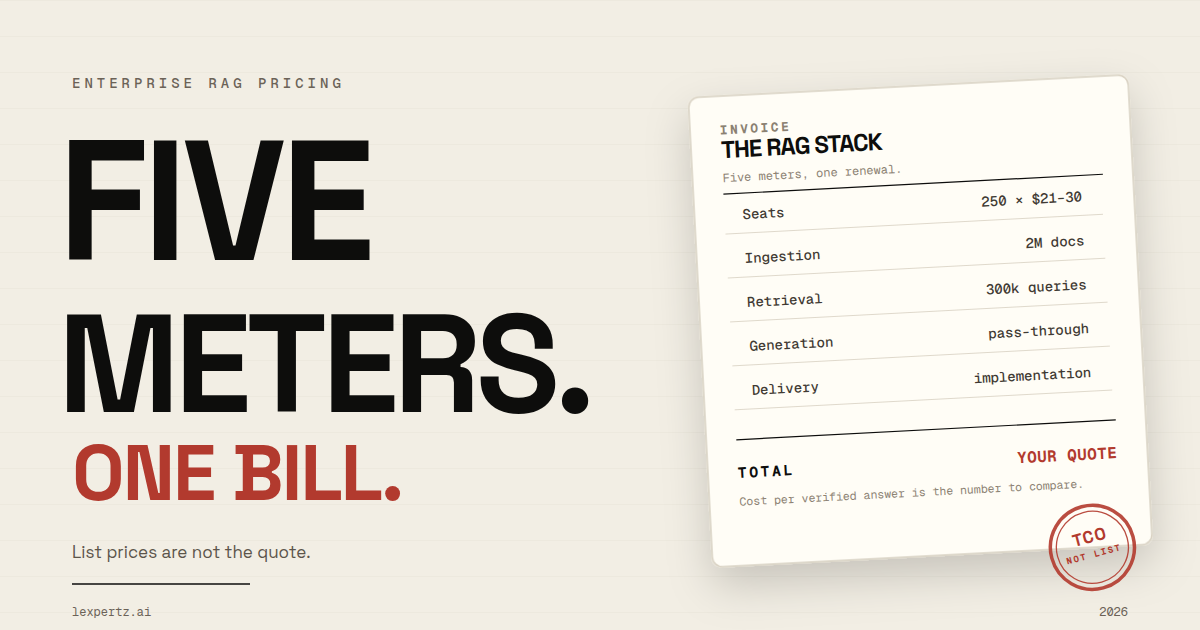 ENTERPRISE RAG PRICING
FIVE
METERS.
ONE BILL.
List prices are not the quote.
lexpertz.ai
INVOICE
THE RAG STACK
Five meters, one renewal.
Seats 250 × $21–30
Ingestion 2M docs
Retrieval 300k queries
Generation pass-through
Delivery implementation
TOTAL YOUR QUOTE
Cost per verified answer is the number to compare.
TCO
NOT LIST
2026